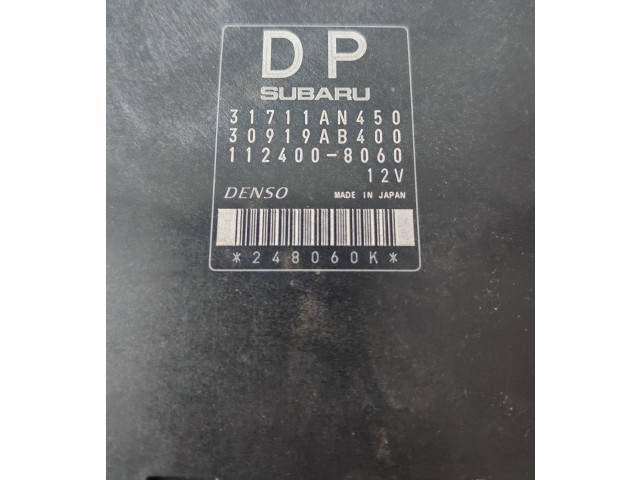 DP
SUBARU
31711AN450
30919AB400
112400-8060
12V
DENSO MADE IN JAPAN
*248060K*